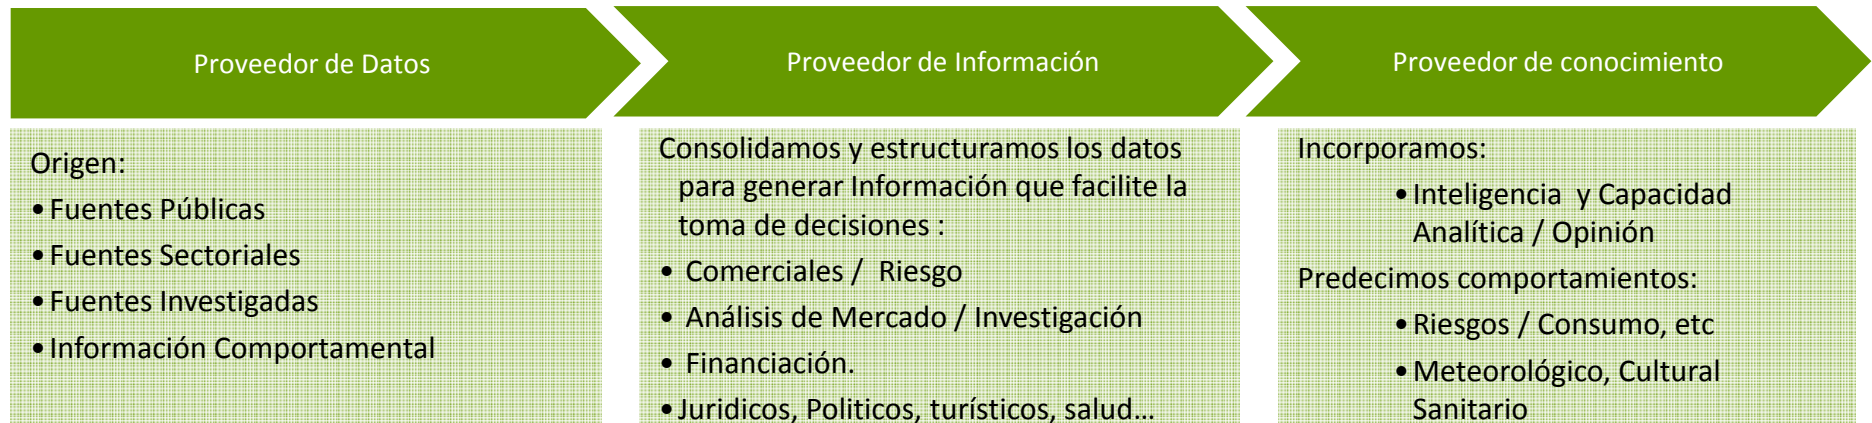 Proveedor de Datos
Proveedor de Información
Proveedor de conocimiento
Origen:
•Fuentes Públicas
•Fuentes Sectoriales
•Fuentes Investigadas
•Información Comportamental
Consolidamos y estructuramos los datos
para generar Información que facilite la
toma de decisiones :
• Comerciales / Riesgo
• Análisis de Mercado / Investigación
• Financiación.
•Juridicos, Politicos, turísticos, salud...
Incorporamos:
•Inteligencia y Capacidad
Analítica / Opinión
Predecimos comportamientos:
•Riesgos / Consumo, etc
•Meteorológico, Cultural
Sanitario